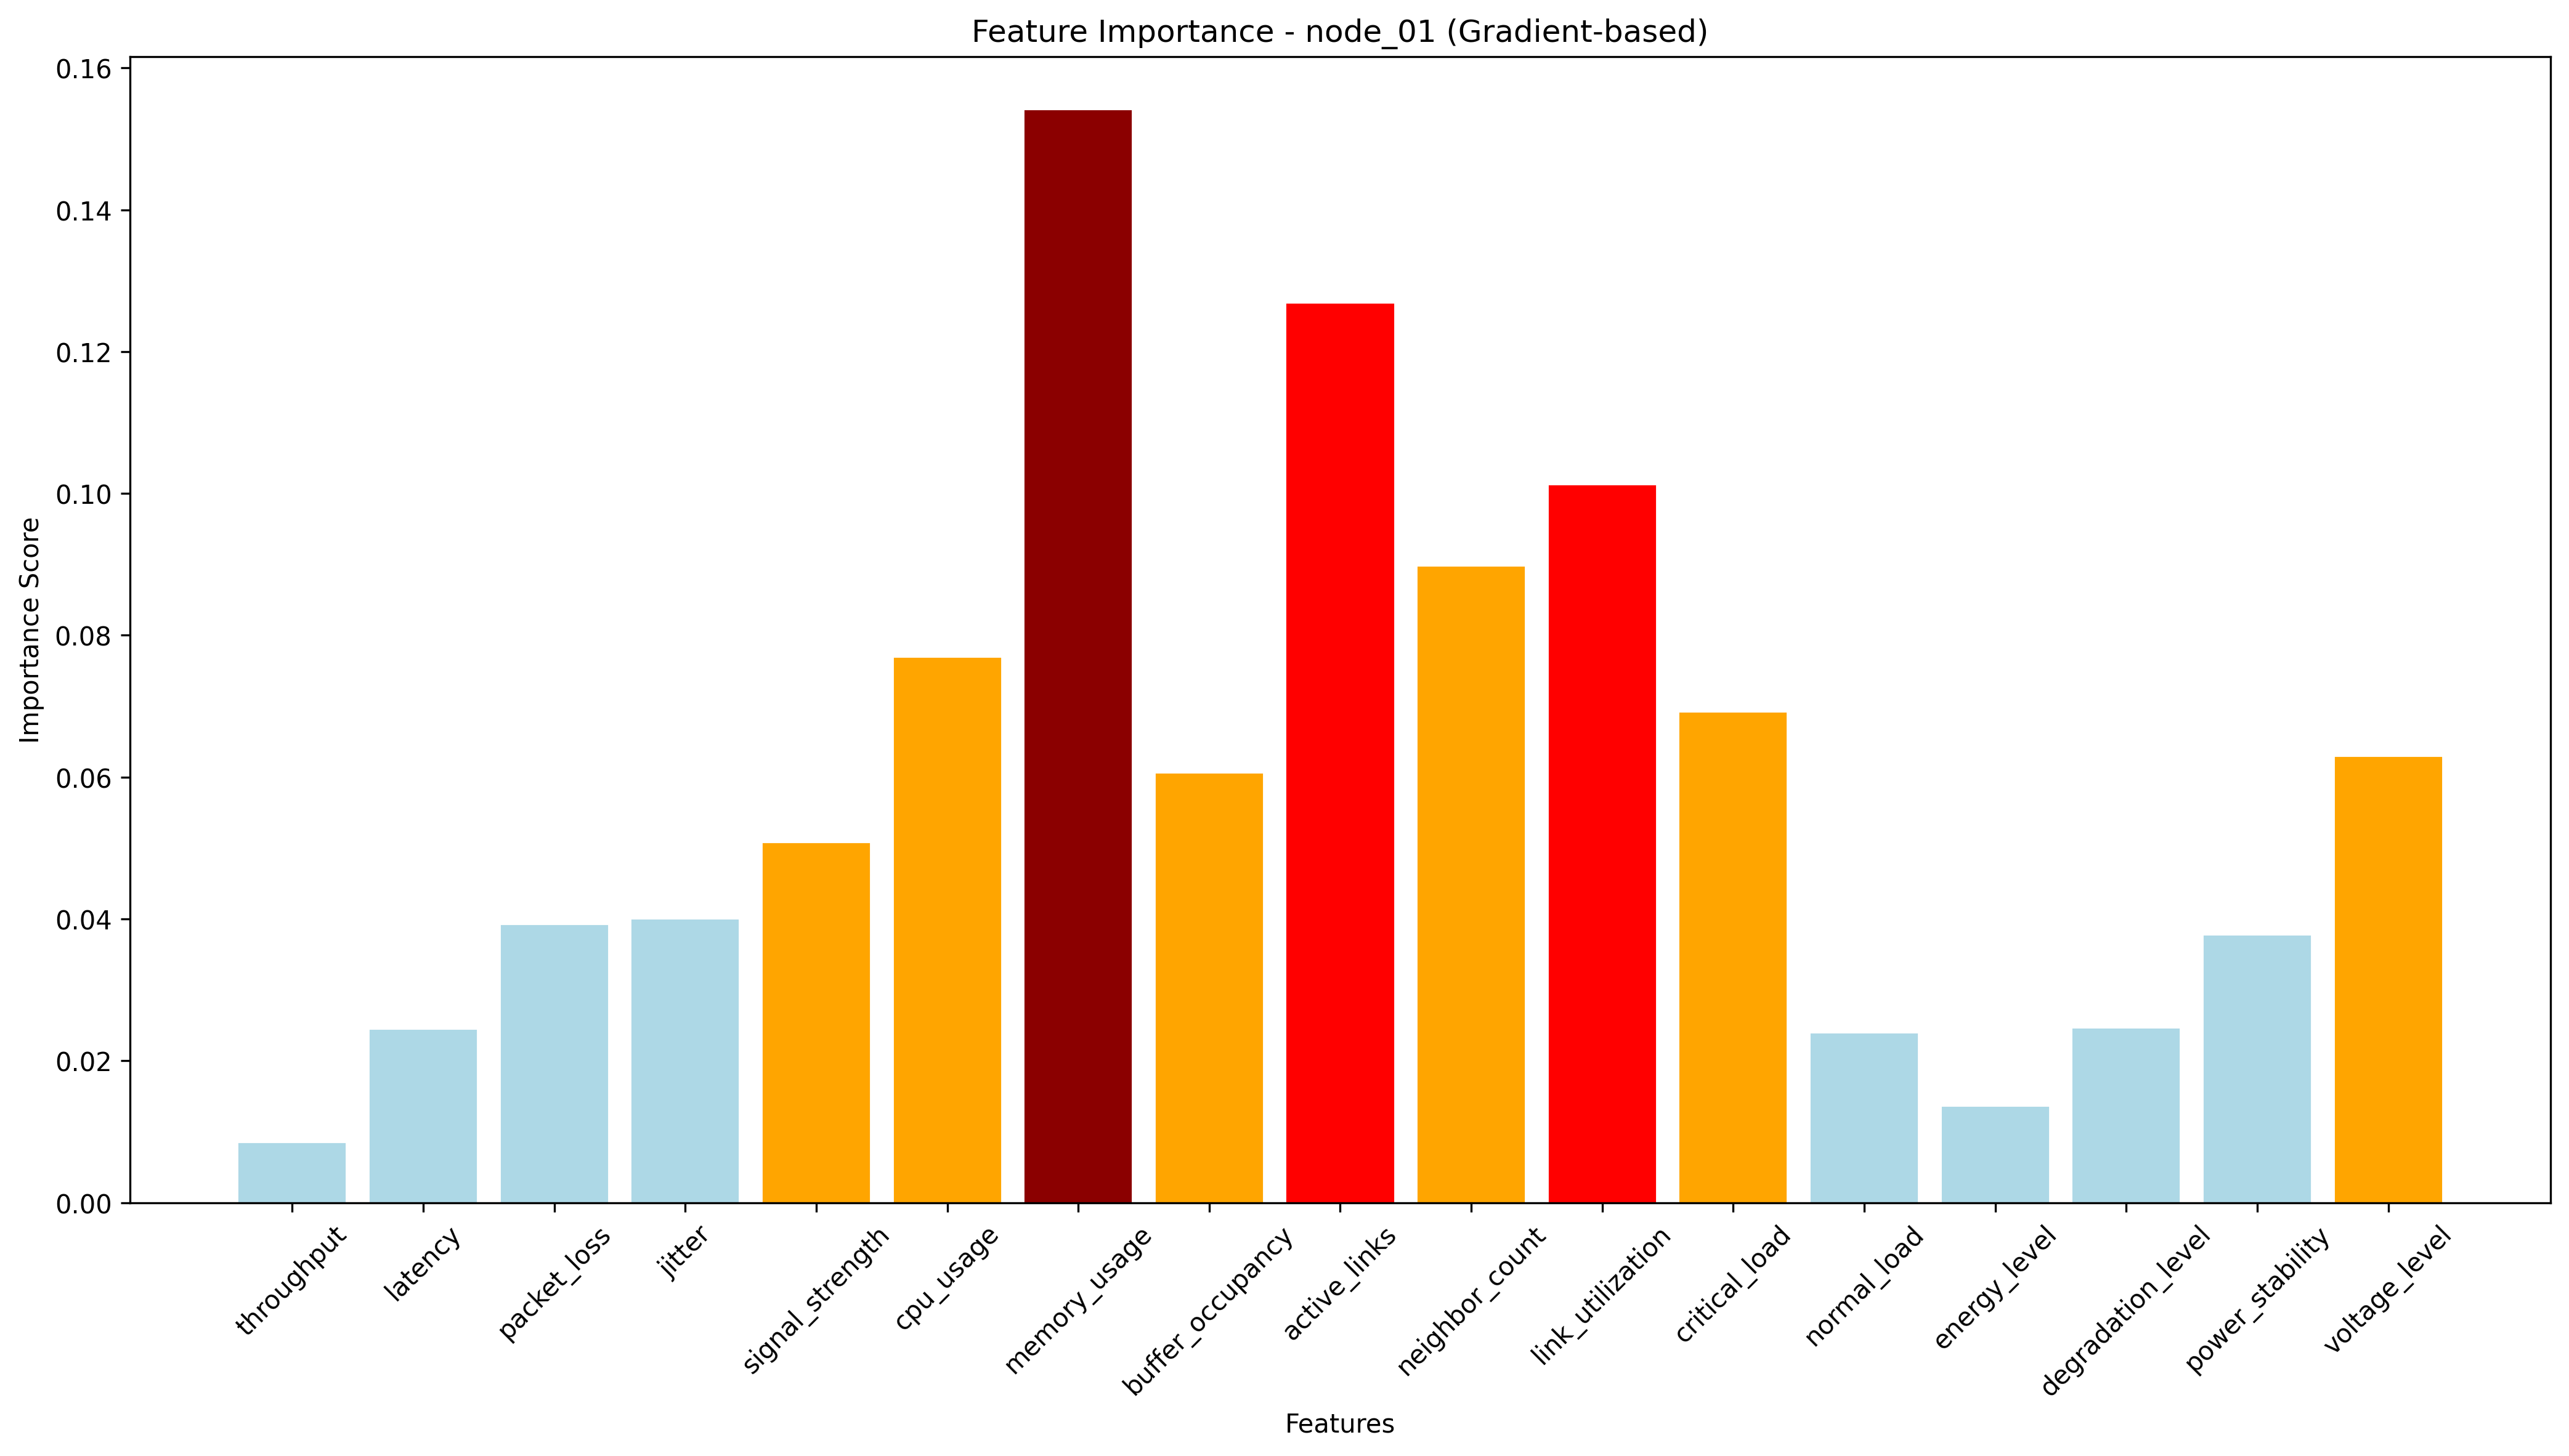 Feature Importance - node_01 (Gradient-based)
Importance Score
0.16
0.14
0.12
0.10
0.08
0.06
0.04
0.02
0.00
throughput
latency
packet_loss
jitter
signal_strength
cpu_usage
memory_usage
buffer_occupancy
active_links
neighbor_count
link_utilization
critical_load
normal_load
energy_level
degradation_level
power_stability
voltage_level
Features